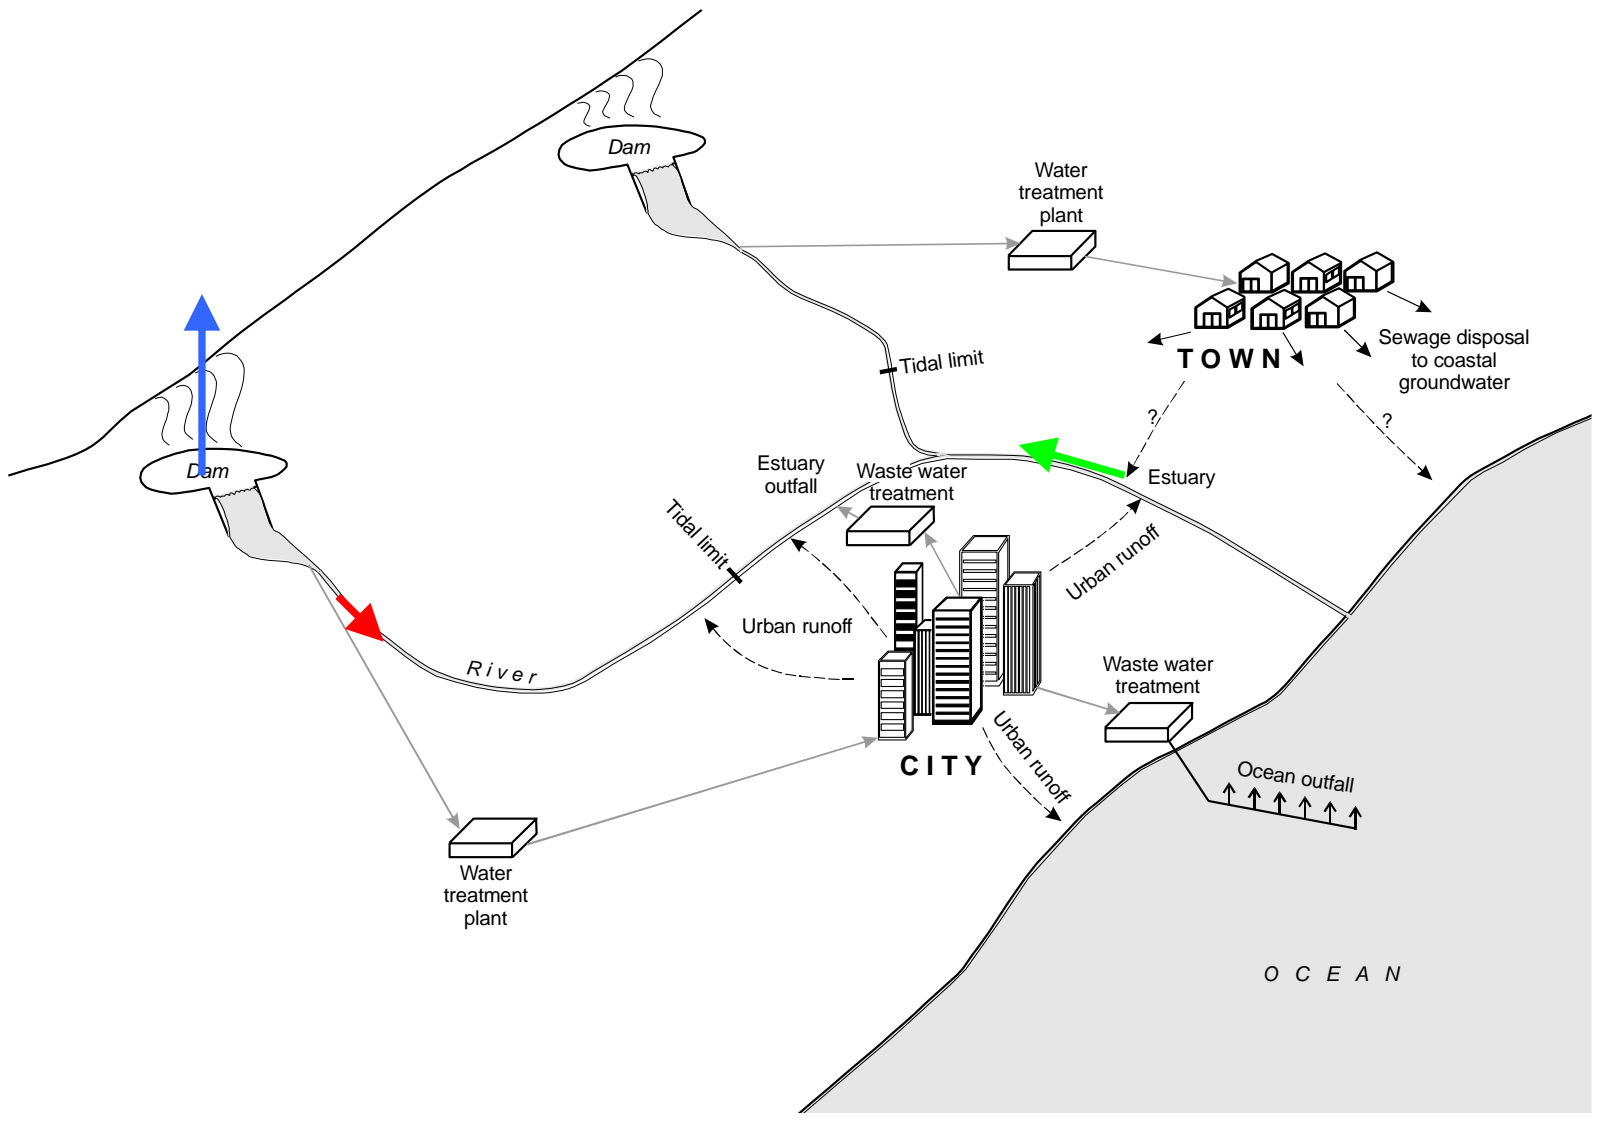 Dam
Water
treatment
plant
TOWN
Sewage disposal
to coastal
groundwater
Tidal limit
?
?
Dam
Estuary
outfall
Waste water
treatment
Estuary
Tidal limit
Urban runoff
Urban runoff
River
Waste water
treatment
Urban runoff
CITY
Ocean outfall
Water
treatment
plant
OCEAN